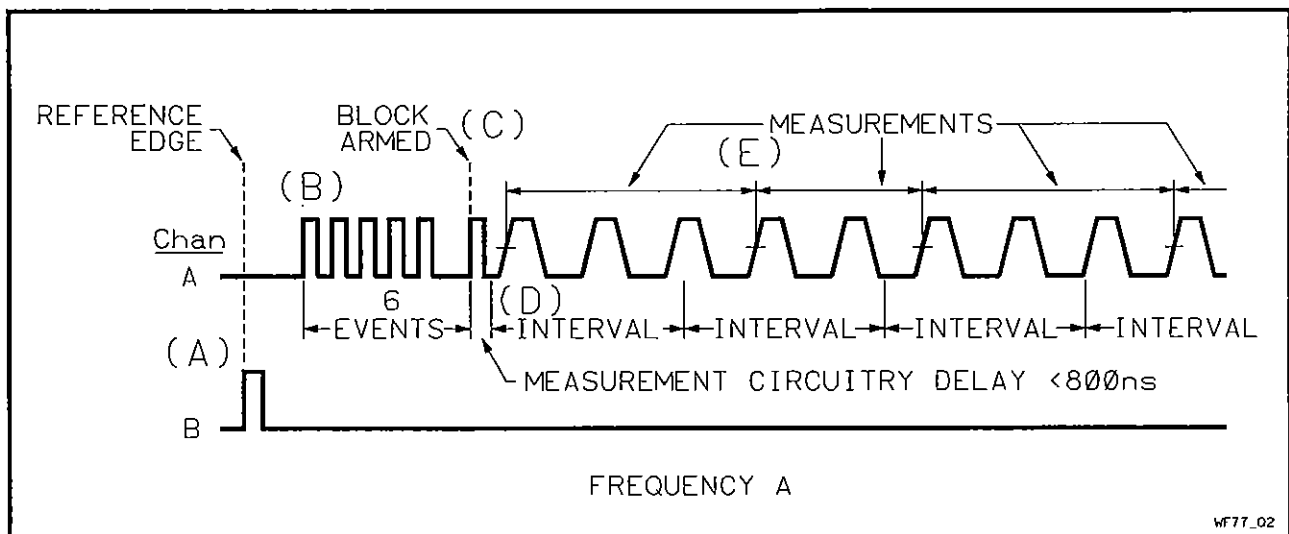 REFERENCE
EDGE
BLOCK
ARMED
(C)
MEASUREMENTS
(E)
(B)
Chan
A
6
EVENTS
(D)
INTERVAL
INTERVAL
INTERVAL
INTERVAL
(A)
MEASUREMENT CIRCUITRY DELAY <800ns
B
FREQUENCY A
WF77_02